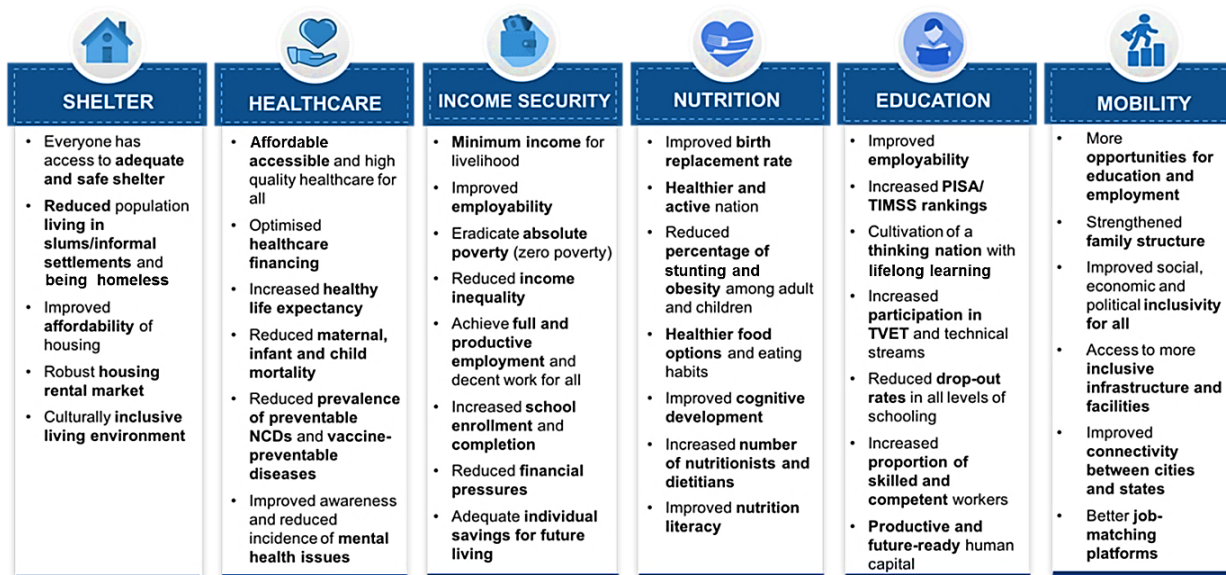 SHELTER
• Everyone has
access to adequate
and safe shelter
• Reduced population
living in
slums/informal
settlements and
being homeless
• Improved
affordability of
housing
• Robust housing
rental market
• Culturally inclusive
living environment
HEALTHCARE
• Affordable
accessible and high
quality healthcare for
all
• Optimised
healthcare
financing
• Increased healthy
life expectancy
• Reduced maternal,
infant and child
mortality
• Reduced prevalence
of preventable
NCDs and vaccine-
preventable
diseases
• Improved awareness
and reduced
incidence of mental
health issues
INCOME SECURITY
• Minimum income for
livelihood
• Improved
employability
• Eradicate absolute
poverty (zero poverty)
• Reduced income
inequality
• Achieve full and
productive
employment and
decent work for all
• Increased school
enrollment and
completion
• Reduced financial
pressures
• Adequate individual
savings for future
living
NUTRITION
• Improved birth
replacement rate
• Healthier and
active nation
• Reduced
percentage of
stunting and
obesity among adult
and children
• Healthier food
options and eating
habits
• Improved cognitive
development
• Increased number
of nutritionists and
dietitians
• Improved nutrition
literacy
EDUCATION
• Improved
employability
• Increased PISA/
TIMSS rankings
• Cultivation of a
thinking nation with
lifelong learning
• Increased
participation in
TVET and technical
streams
• Reduced drop-out
rates in all levels of
schooling
• Increased
proportion of
skilled and
competent workers
• Productive and
future-ready human
capital
MOBILITY
• More
opportunities for
education and
employment
• Strengthened
family structure
• Improved social,
economic and
political inclusivity
for all
• Access to more
inclusive
infrastructure and
facilities
• Improved
connectivity
between cities
and states
• Better job-
matching
platforms